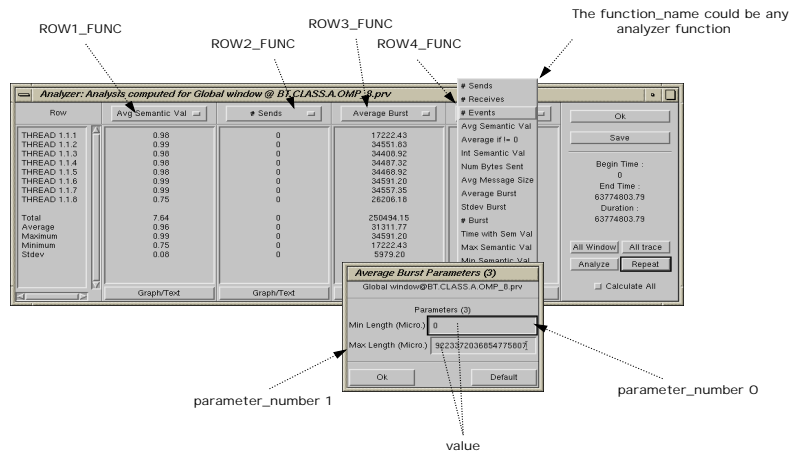 The function_name could be any
analyzer function
ROW1_FUNC
ROW2_FUNC
ROW3_FUNC
ROW4_FUNC
Analyzer: Analysis computed for Global window @ BT.CLASS.A.OMP_8.prv
Row
Avg Semantic Val
# Sends
Average Burst
THREAD 1.1.1 0.98 0 17222.43
THREAD 1.1.2 0.99 0 34551.83
THREAD 1.1.3 0.98 0 34408.92
THREAD 1.1.4 0.98 0 34487.32
THREAD 1.1.5 0.98 0 34468.92
THREAD 1.1.6 0.99 0 34591.20
THREAD 1.1.7 0.99 0 34557.35
THREAD 1.1.8 0.75 0 26206.18
Total 7.64 0 250494.15
Average 0.96 0 31311.77
Maximum 0.99 0 34591.20
Minimum 0.75 0 17222.43
Stdev 0.08 0 5979.20
Graph/Text
Graph/Text
# Sends
# Receives
# Events
Avg Semantic Val
Average if != 0
Int Semantic Val
Num Bytes Sent
Avg Message Size
Average Burst
Stdev Burst
# Burst
Time with Sem Val
Max Semantic Val
Min Semantic Val
Ok
Save
Begin Time :
0
End Time :
63774803.79
Duration :
63774803.79
All Window
All trace
Analyze
Repeat
Calculate All
Average Burst Parameters (3)
Global window@BT.CLASS.A.OMP_8.prv
Parameters (3)
Min Length (Micro.) 0
Max Length (Micro.) 9223372036854775807
Ok
Default
parameter_number 1
parameter_number 0
value